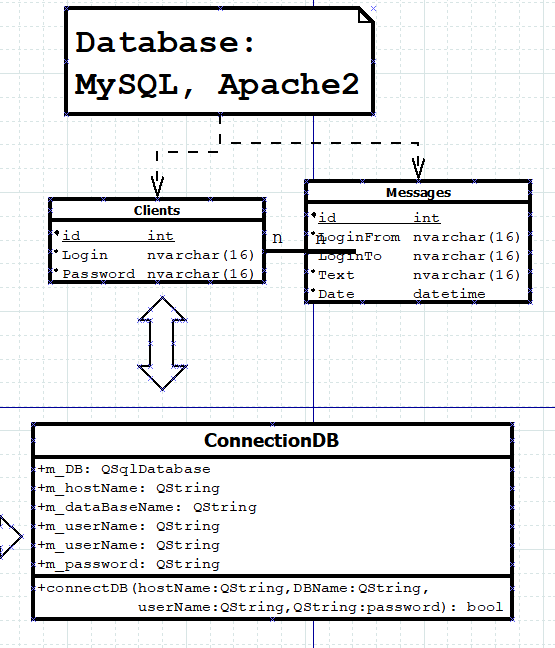 Database:
MySQL, Apache2
Clients
id int
Login nvarchar(16)
Password nvarchar(16)
n n
Messages
id int
LoginFrom nvarchar(16)
LoginTo nvarchar(16)
Text nvarchar(16)
Date datetime
ConnectionDB
+m_DB: QSqlDatabase
+m_hostName: QString
+m_dataBaseName: QString
+m_userName: QString
+m_userName: QString
+m_password: QString
+connectDB(hostName:QString,DBName:QString,
userName:QString,QString:password): bool